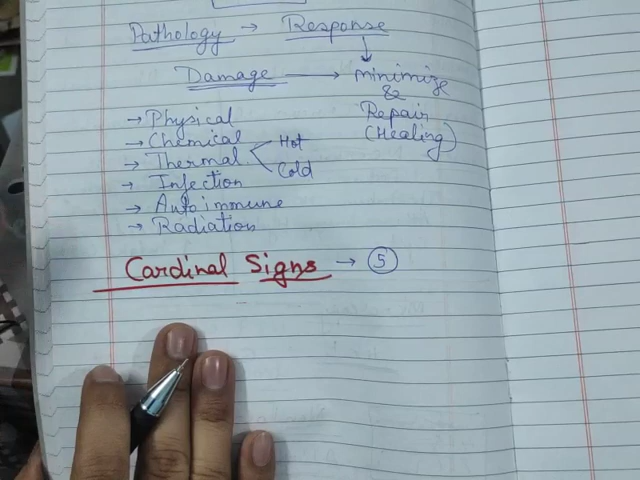 Pathology → Response
↓
Damage → minimize
&
Repair
(Healing)
→ Physical
→ Chemical
→ Thermal < Hot
Cold
→ Infection
→ Autoimmune
→ Radiation
Cardinal Signs → 5